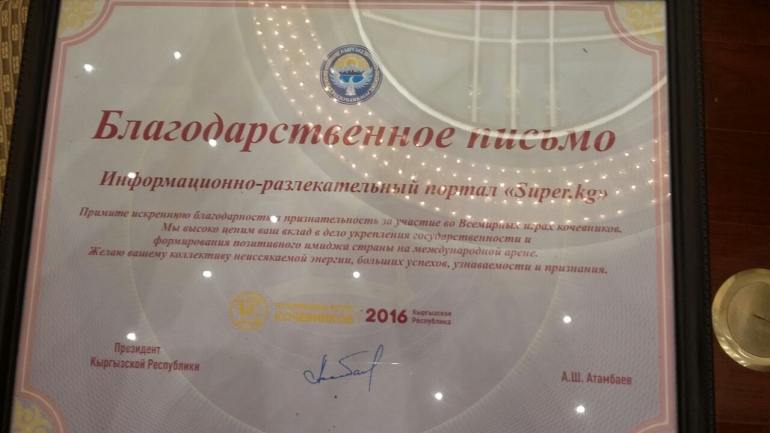 Благодарственное письмо
Информационно-разлекательный портал «Super.kg»
Примите искреннюю благодарность и признательность за участие во Всемирных играх кочевников.
Мы высоко ценим ваш вклад в дело укрепления государственности и
формирования позитивного имиджа страны на международной арене.
Желаю вашему коллективу неиссякаемой энергии, больших успехов, узнаваемости и признания.
КОЧЕВНИКОВ 2016 Кыргызская
Республика
Президент
Кыргызской Республики
А.Ш. Атамбаев